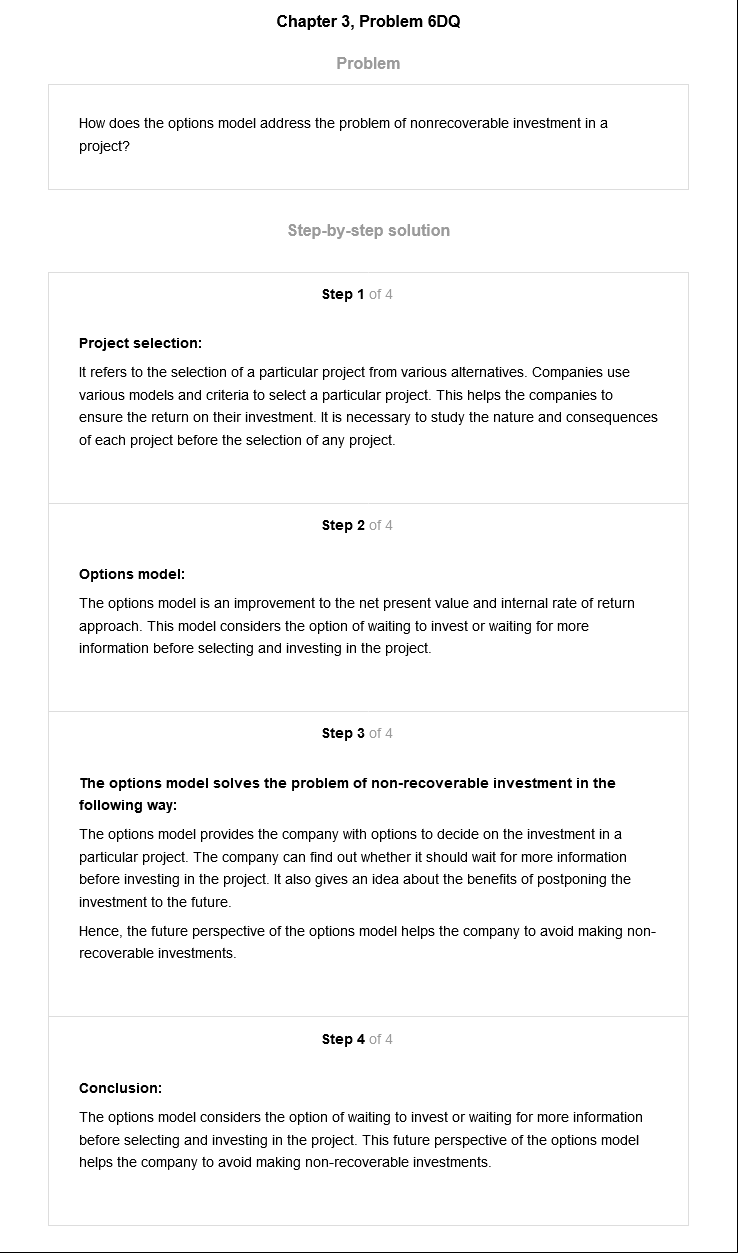 Chapter 3, Problem 6DQ
Problem
How does the options model address the problem of nonrecoverable investment in a
project?
Step-by-step solution
Step 1 of 4
Project selection:
It refers to the selection of a particular project from various alternatives. Companies use
various models and criteria to select a particular project. This helps the companies to
ensure the return on their investment. It is necessary to study the nature and consequences
of each project before the selection of any project.
Step 2 of 4
Options model:
The options model is an improvement to the net present value and internal rate of return
approach. This model considers the option of waiting to invest or waiting for more
information before selecting and investing in the project.
Step 3 of 4
The options model solves the problem of non-recoverable investment in the
following way:
The options model provides the company with options to decide on the investment in a
particular project. The company can find out whether it should wait for more information
before investing in the project. It also gives an idea about the benefits of postponing the
investment to the future.
Hence, the future perspective of the options model helps the company to avoid making non-
recoverable investments.
Step 4 of 4
Conclusion:
The options model considers the option of waiting to invest or waiting for more information
before selecting and investing in the project. This future perspective of the options model
helps the company to avoid making non-recoverable investments.